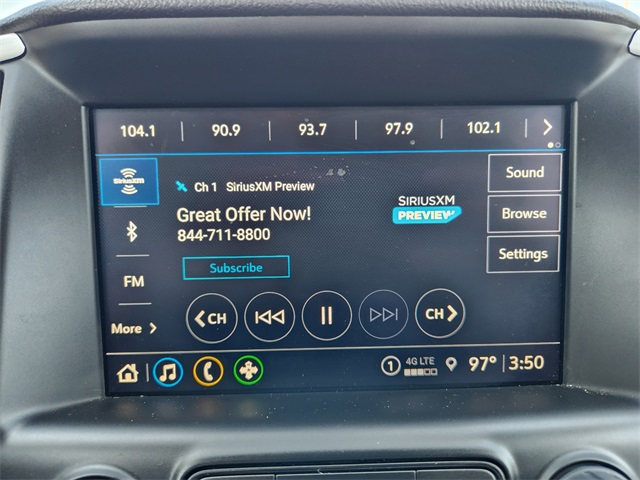 104.1 90.9 93.7 97.9 102.1
SiriusXM
Ch 1 SiriusXM Preview
Great Offer Now!
844-711-8800
Subscribe
SIRIUSXM
PREVIEW
Sound
Browse
Settings
FM
More
CH
CH
1 4G LTE 97° 3:50